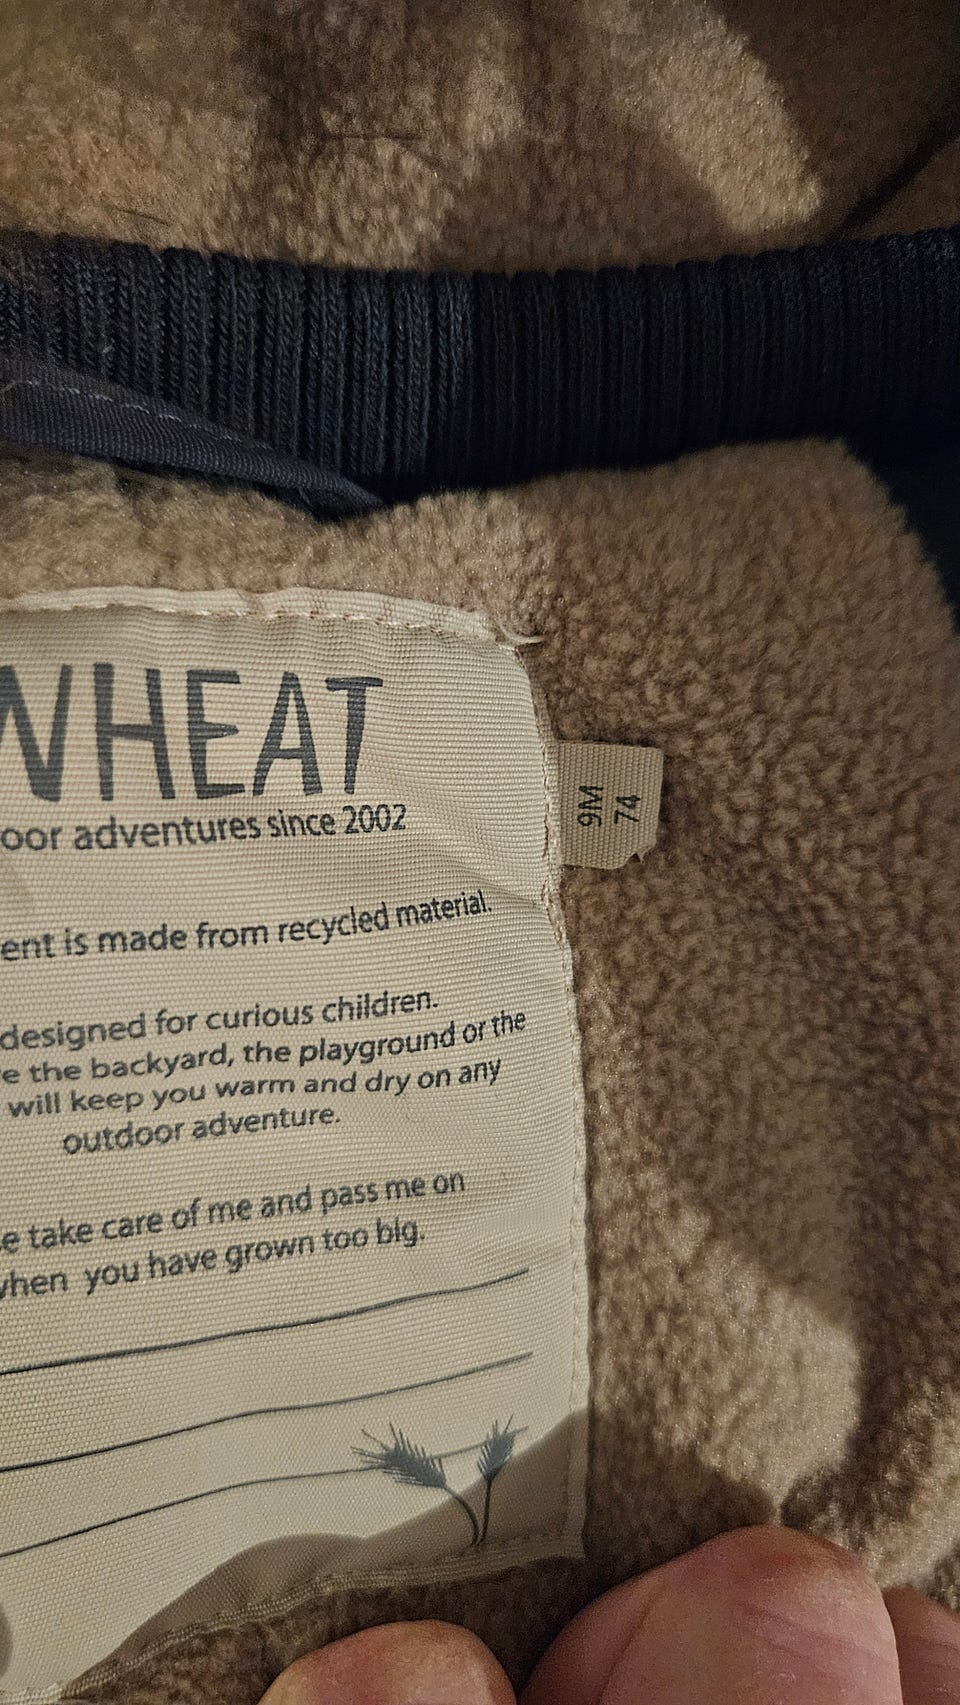 WHEAT
oor adventures since 2002
9M
74
ent is made from recycled material.
designed for curious children.
e the backyard, the playground or the
will keep you warm and dry on any
outdoor adventure.
e take care of me and pass me on
when you have grown too big.